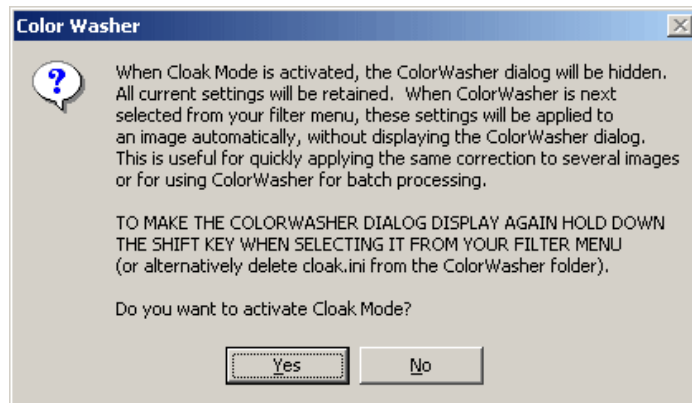 Color Washer
When Cloak Mode is activated, the ColorWasher dialog will be hidden.
All current settings will be retained.  When ColorWasher is next
selected from your filter menu, these settings will be applied to
an image automatically, without displaying the ColorWasher dialog.
This is useful for quickly applying the same correction to several images
or for using ColorWasher for batch processing.
TO MAKE THE COLORWASHER DIALOG DISPLAY AGAIN HOLD DOWN
THE SHIFT KEY WHEN SELECTING IT FROM YOUR FILTER MENU
(or alternatively delete cloak.ini from the ColorWasher folder).
Do you want to activate Cloak Mode?
Yes No